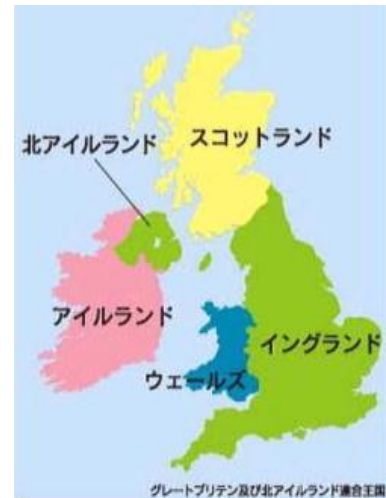 スコットランド
北アイルランド
アイルランド
イングランド
ウェールズ
グレートブリテン及び北アイルランド連合王国